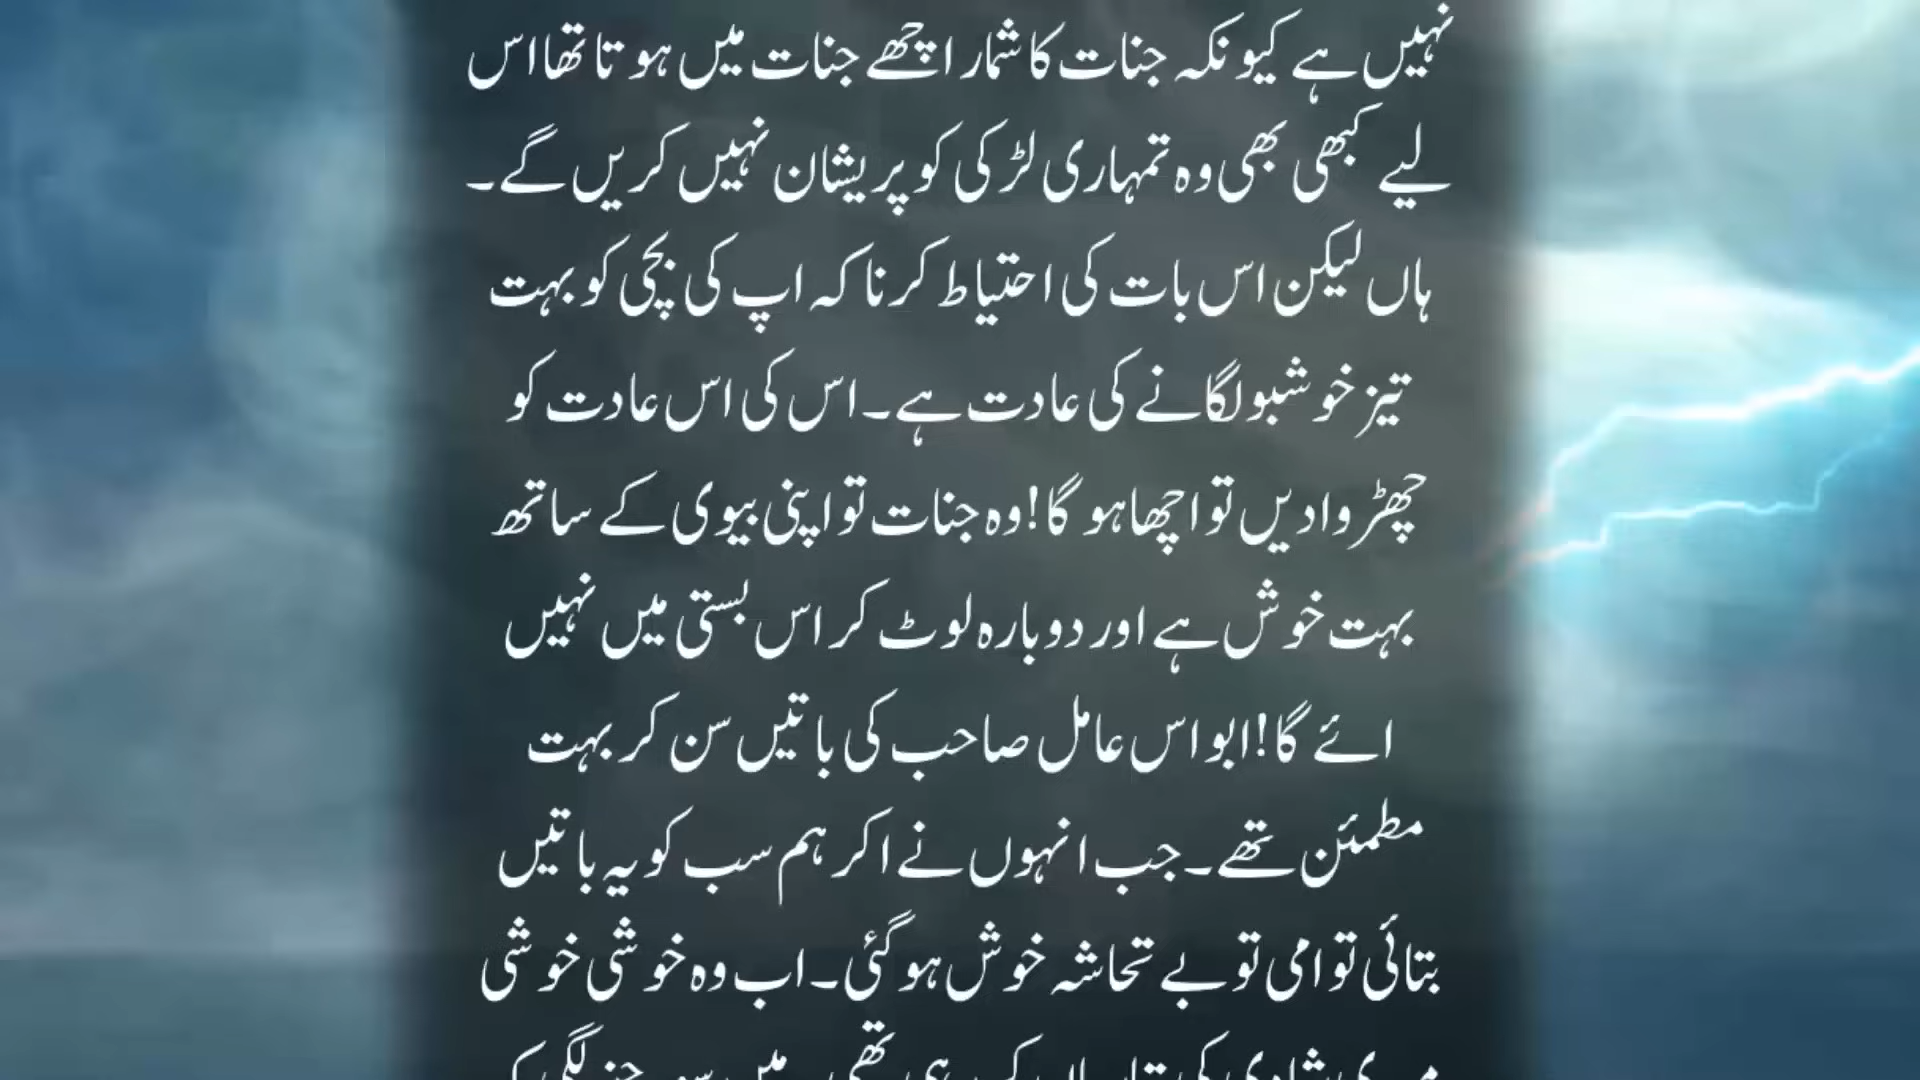 نہیں ہے کیونکہ جنات کا شمار اچھے جنات میں ہوتا تھا اس
لیے کبھی بھی وہ تمہاری لڑکی کو پریشان نہیں کریں گے۔
ہاں لیکن اس بات کی احتیاط کرنا کہ اپ کی بچی کو بہت
تیز خوشبو لگانے کی عادت ہے۔ اس کی اس عادت کو
چھڑوا دیں تو اچھا ہو گا! وہ جنات تو اپنی بیوی کے ساتھ
بہت خوش ہے اور دوبارہ لوٹ کر اس بستی میں نہیں
ائے گا! ابو اس عامل صاحب کی باتیں سن کر بہت
مطمئن تھے۔ جب انہوں نے اکر ہم سب کو یہ باتیں
بتائی تو امی تو بے تحاشہ خوش ہو گئی۔ اب وہ خوشی خوشی